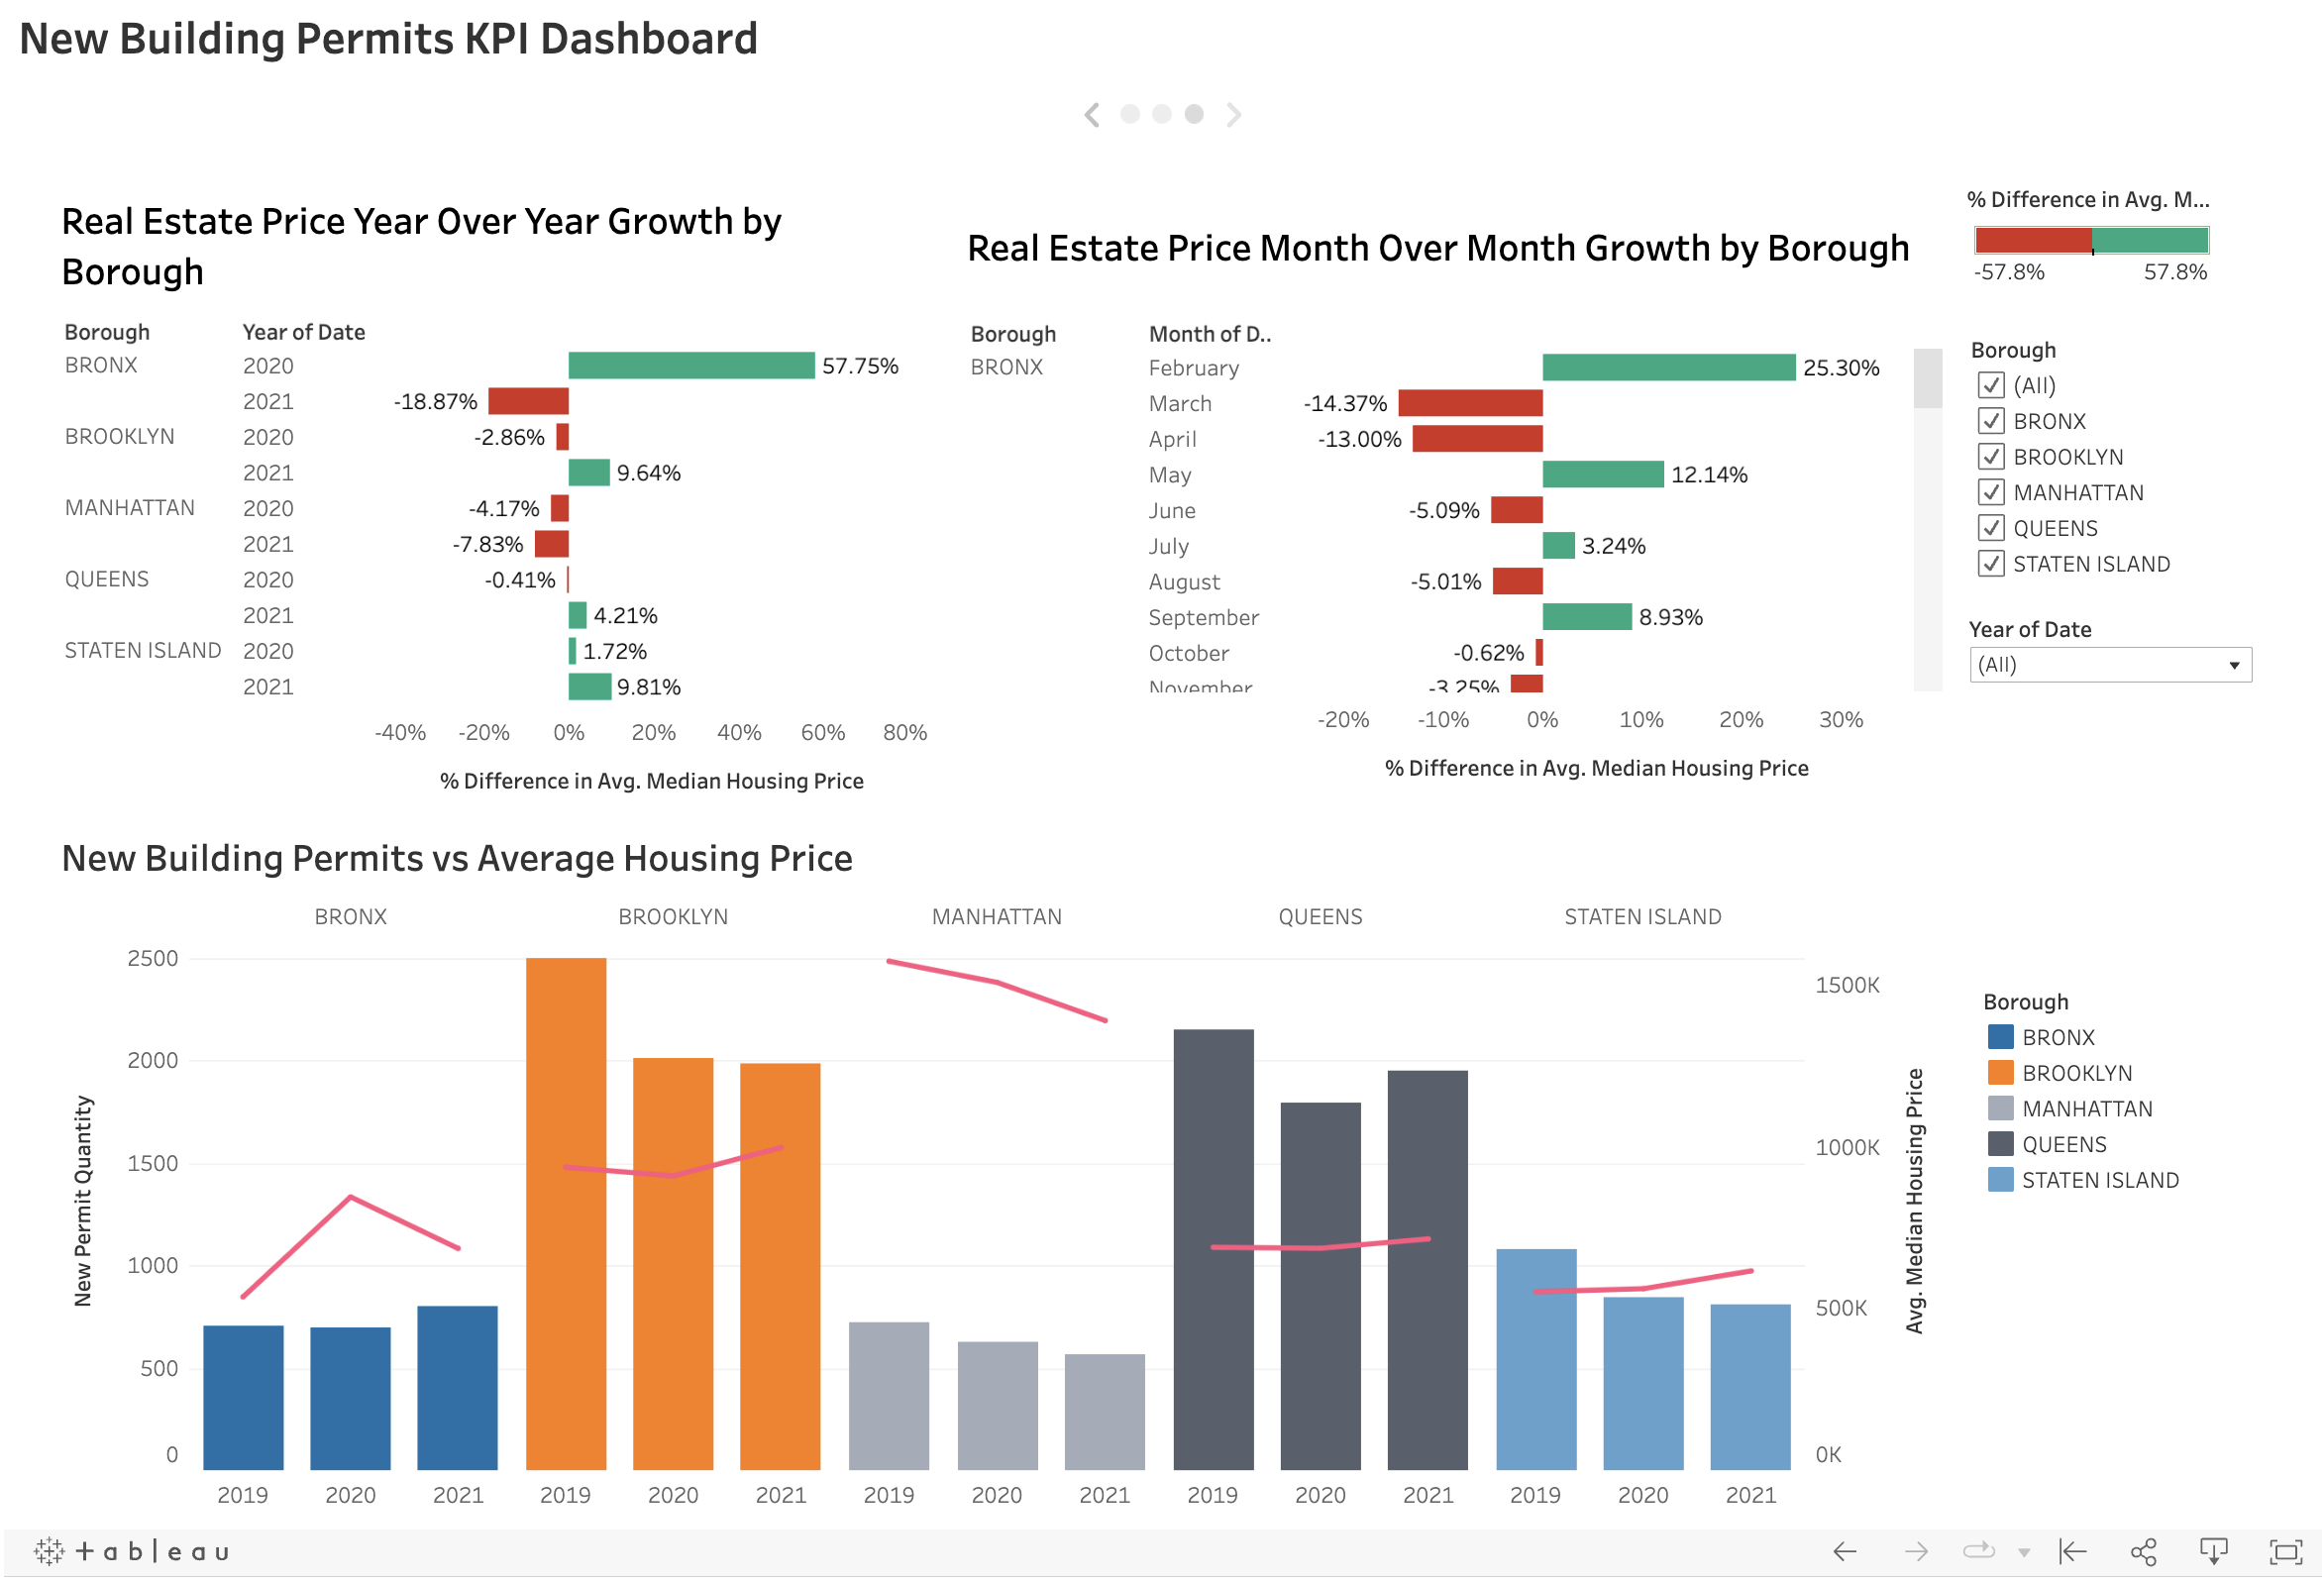 New Building Permits KPI Dashboard
Real Estate Price Year Over Year Growth by
Borough
Borough Year of Date
BRONX 2020 57.75%
2021 -18.87%
BROOKLYN 2020 -2.86%
2021 9.64%
MANHATTAN 2020 -4.17%
2021 -7.83%
QUEENS 2020 -0.41%
2021 4.21%
STATEN ISLAND 2020 1.72%
2021 9.81%
-40% -20% 0% 20% 40% 60% 80%
% Difference in Avg. Median Housing Price
Real Estate Price Month Over Month Growth by Borough
Borough Month of D..
BRONX February 25.30%
March -14.37%
April -13.00%
May 12.14%
June -5.09%
July 3.24%
August -5.01%
September 8.93%
October -0.62%
November -3.25%
-20% -10% 0% 10% 20% 30%
% Difference in Avg. Median Housing Price
% Difference in Avg. M...
-57.8% 57.8%
Borough
(All)
BRONX
BROOKLYN
MANHATTAN
QUEENS
STATEN ISLAND
Year of Date
(All)
New Building Permits vs Average Housing Price
BRONX BROOKLYN MANHATTAN QUEENS STATEN ISLAND
New Permit Quantity
2500
2000
1500
1000
500
0
1500K
1000K
500K
0K
Avg. Median Housing Price
2019 2020 2021 2019 2020 2021 2019 2020 2021 2019 2020 2021 2019 2020 2021
Borough
BRONX
BROOKLYN
MANHATTAN
QUEENS
STATEN ISLAND
+ableau